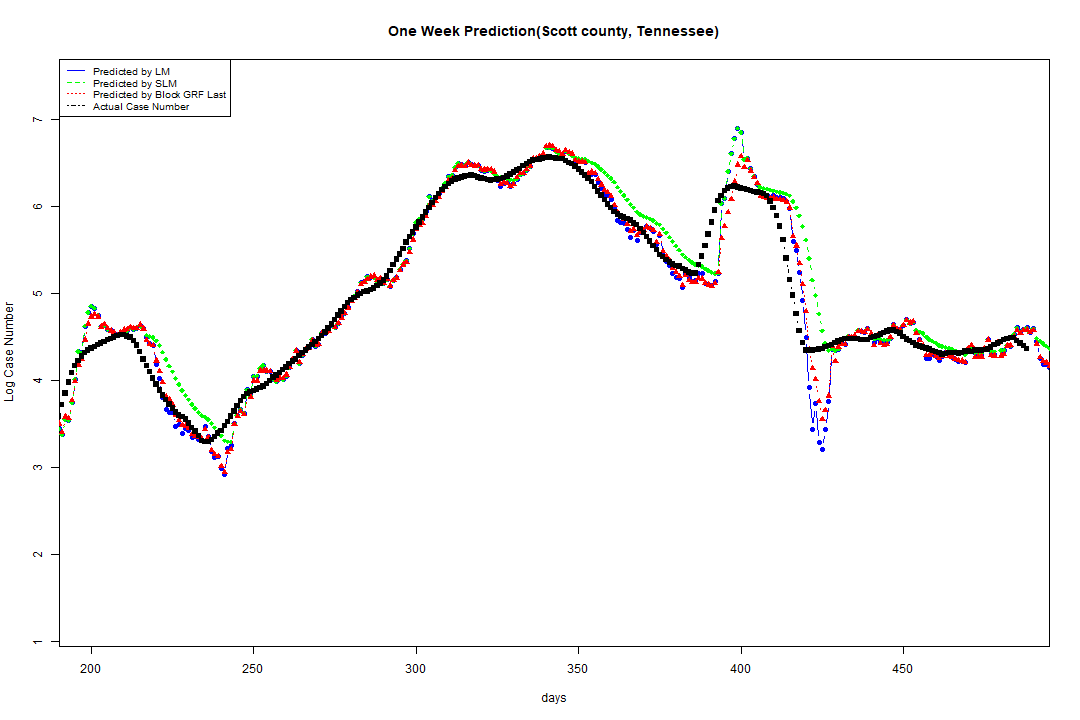 One Week Prediction(Scott county, Tennessee)
Predicted by LM
Predicted by SLM
Predicted by Block GRF Last
Actual Case Number
7
6
5
4
3
2
1
Log Case Number
200 250 300 350 400 450
days